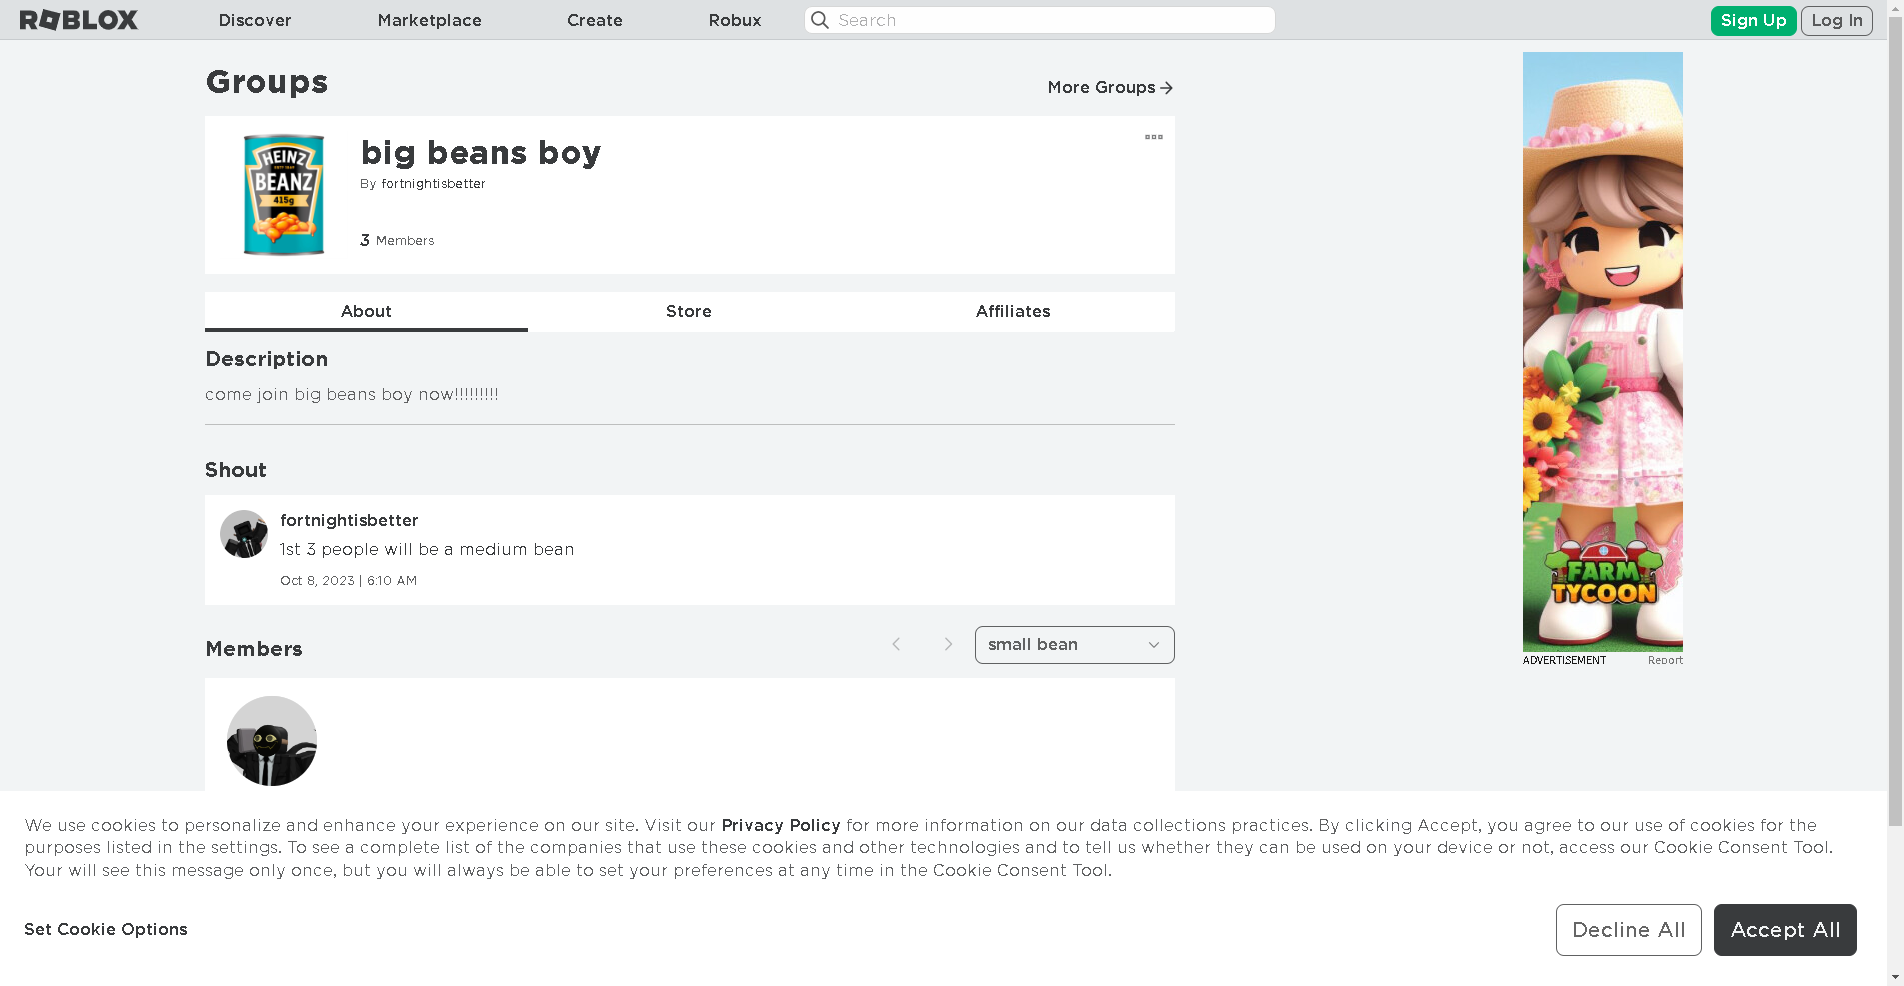 ROBLOX
Discover
Marketplace
Create
Robux
Search
Sign Up
Log In
Groups
More Groups
HEINZ
BEANZ
415g
big beans boy
By fortnightisbetter
3 Members
About
Store
Affiliates
Description
come join big beans boy now!!!!!!!!!
Shout
fortnightisbetter
1st 3 people will be a medium bean
Oct 8, 2023 | 6:10 AM
Members
small bean
FARM
TYCOON
ADVERTISEMENT
Report
We use cookies to personalize and enhance your experience on our site. Visit our Privacy Policy for more information on our data collections practices. By clicking Accept, you agree to our use of cookies for the
purposes listed in the settings. To see a complete list of the companies that use these cookies and other technologies and to tell us whether they can be used on your device or not, access our Cookie Consent Tool.
Your will see this message only once, but you will always be able to set your preferences at any time in the Cookie Consent Tool.
Set Cookie Options
Decline All
Accept All